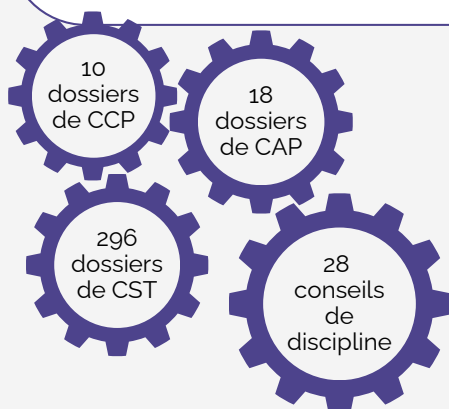 10
dossiers
de CCP
18
dossiers
de CAP
296
dossiers
de CST
28
conseils
de
discipline